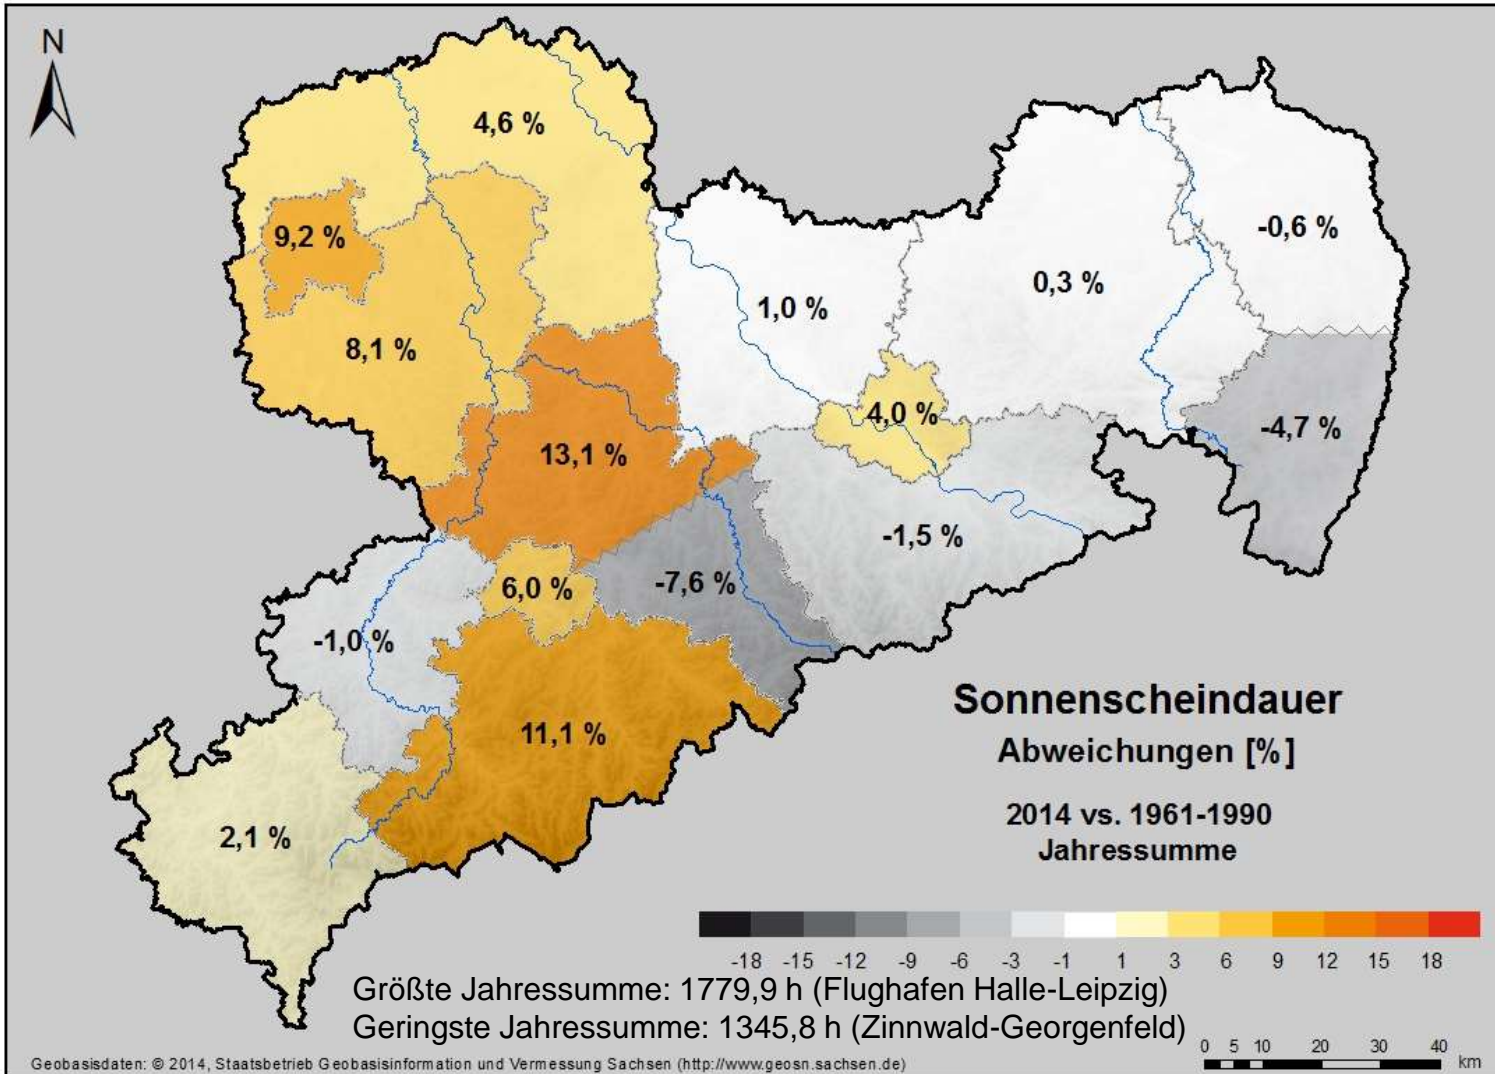 N
4,6 %
9,2 %
-0,6 %
0,3 %
1,0 %
8,1 %
4,0 %
-4,7 %
13,1 %
-1,5 %
6,0 %
-7,6 %
-1,0 %
11,1 %
2,1 %
Sonnenscheindauer
Abweichungen [%]
2014 vs. 1961-1990
Jahressumme
-18 -15 -12 -9 -6 -3 -1 1 3 6 9 12 15 18
Größte Jahressumme: 1779,9 h (Flughafen Halle-Leipzig)
Geringste Jahressumme: 1345,8 h (Zinnwald-Georgenfeld)
0 5 10 20 30 40
km
Geobasisdaten: © 2014, Staatsbetrieb Geobasisinformation und Vermessung Sachsen (http://www.geosn.sachsen.de)